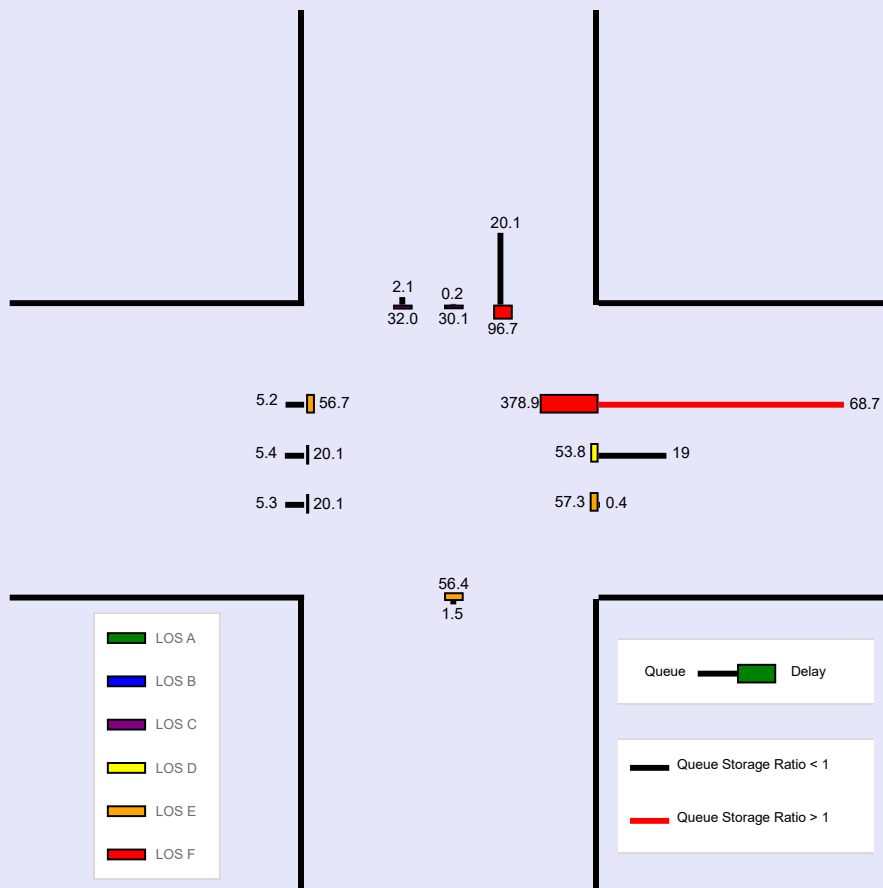 20.1
2.1
0.2
32.0
30.1
96.7
5.2
56.7
378.9
68.7
5.4
20.1
53.8
19
5.3
20.1
57.3
0.4
56.4
1.5
LOS A
LOS B
LOS C
LOS D
LOS E
LOS F
Queue
Delay
Queue Storage Ratio < 1
Queue Storage Ratio > 1